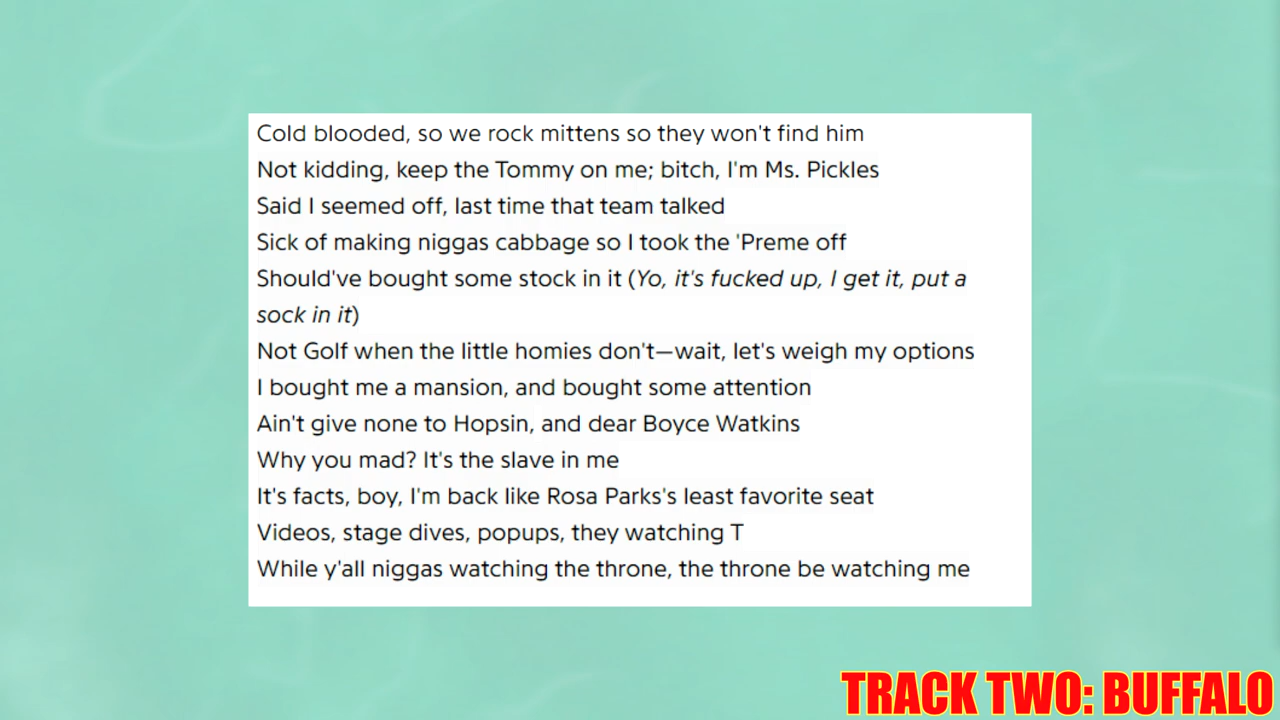 Cold blooded, so we rock mittens so they won't find him
Not kidding, keep the Tommy on me; bitch, I'm Ms. Pickles
Said I seemed off, last time that team talked
Sick of making niggas cabbage so I took the 'Preme off
Should've bought some stock in it (Yo, it's fucked up, I get it, put a
sock in it)
Not Golf when the little homies don't—wait, let's weigh my options
I bought me a mansion, and bought some attention
Ain't give none to Hopsin, and dear Boyce Watkins
Why you mad? It's the slave in me
It's facts, boy, I'm back like Rosa Parks's least favorite seat
Videos, stage dives, popups, they watching T
While y'all niggas watching the throne, the throne be watching me
TRACK TWO: BUFFALO